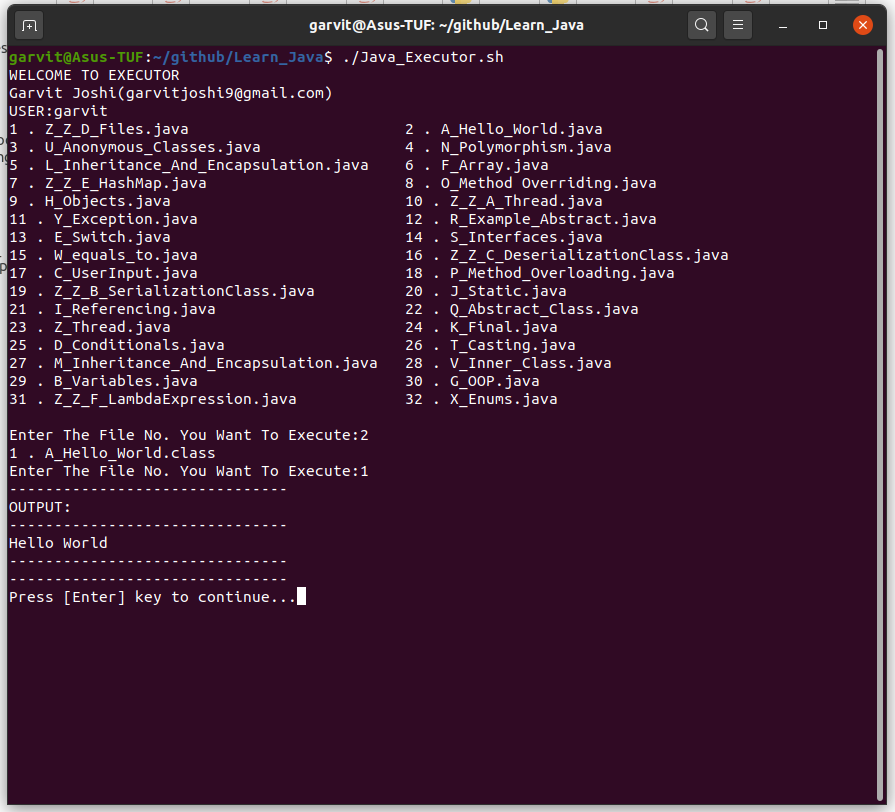 garvit@Asus-TUF: ~/github/Learn_Java
garvit@Asus-TUF:~/github/Learn_Java$ ./Java_Executor.sh
WELCOME TO EXECUTOR
Garvit Joshi(garvitjoshi9@gmail.com)
USER:garvit
1 . Z_Z_D_Files.java 2 . A_Hello_World.java
3 . U_Anonymous_Classes.java 4 . N_Polymorphism.java
5 . L_Inheritance_And_Encapsulation.java 6 . F_Array.java
7 . Z_Z_E_HashMap.java 8 . O_Method Overriding.java
9 . H_Objects.java 10 . Z_Z_A_Thread.java
11 . Y_Exception.java 12 . R_Example_Abstract.java
13 . E_Switch.java 14 . S_Interfaces.java
15 . W_equals_to.java 16 . Z_Z_C_DeserializationClass.java
17 . C_UserInput.java 18 . P_Method_Overloading.java
19 . Z_Z_B_SerializationClass.java 20 . J_Static.java
21 . I_Referencing.java 22 . Q_Abstract_Class.java
23 . Z_Thread.java 24 . K_Final.java
25 . D_Conditionals.java 26 . T_Casting.java
27 . M_Inheritance_And_Encapsulation.java 28 . V_Inner_Class.java
29 . B_Variables.java 30 . G_OOP.java
31 . Z_Z_F_LambdaExpression.java 32 . X_Enums.java
Enter The File No. You Want To Execute:2
1 . A_Hello_World.class
Enter The File No. You Want To Execute:1
-------------------------------
OUTPUT:
-------------------------------
Hello World
-------------------------------
-------------------------------
Press [Enter] key to continue...